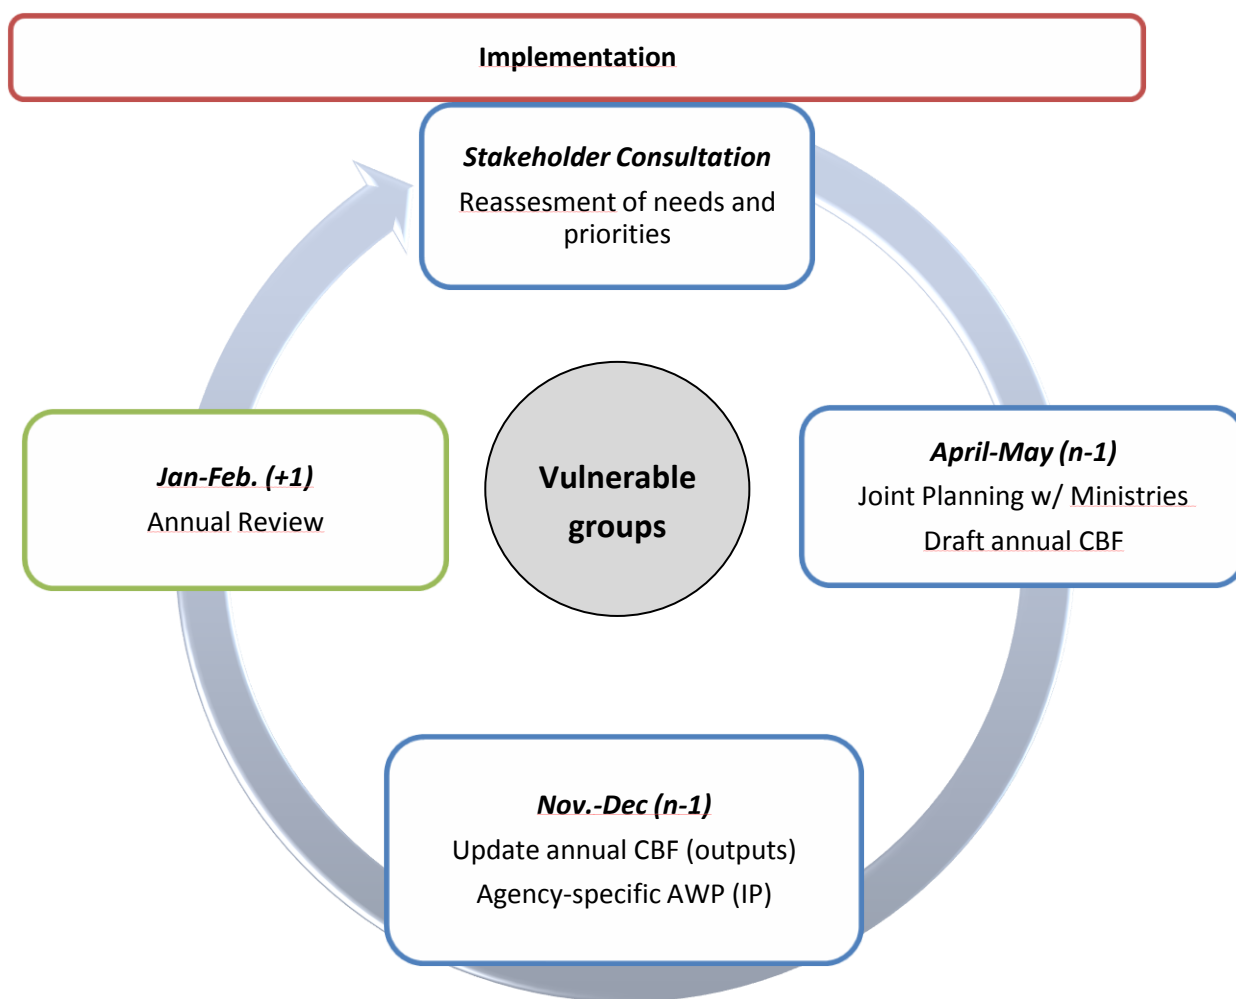 Implementation
Stakeholder Consultation
Reassesment of needs and
priorities
April-May (n-1)
Joint Planning w/ Ministries
Draft annual CBF
Vulnerable
groups
Jan-Feb. (+1)
Annual Review
Nov.-Dec (n-1)
Update annual CBF (outputs)
Agency-specific AWP (IP)